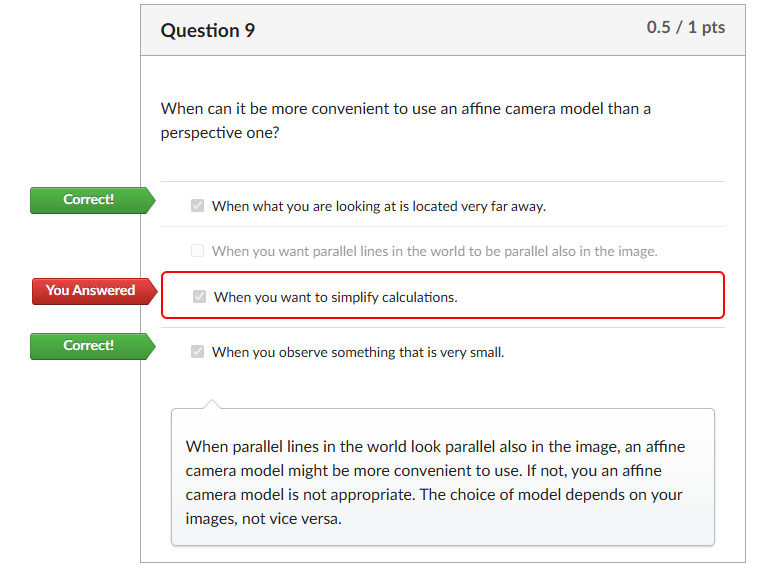 Question 9
0.5 / 1 pts
When can it be more convenient to use an affine camera model than a
perspective one?
Correct!
When what you are looking at is located very far away.
When you want parallel lines in the world to be parallel also in the image.
You Answered
When you want to simplify calculations.
Correct!
When you observe something that is very small.
When parallel lines in the world look parallel also in the image, an affine
camera model might be more convenient to use. If not, you an affine
camera model is not appropriate. The choice of model depends on your
images, not vice versa.